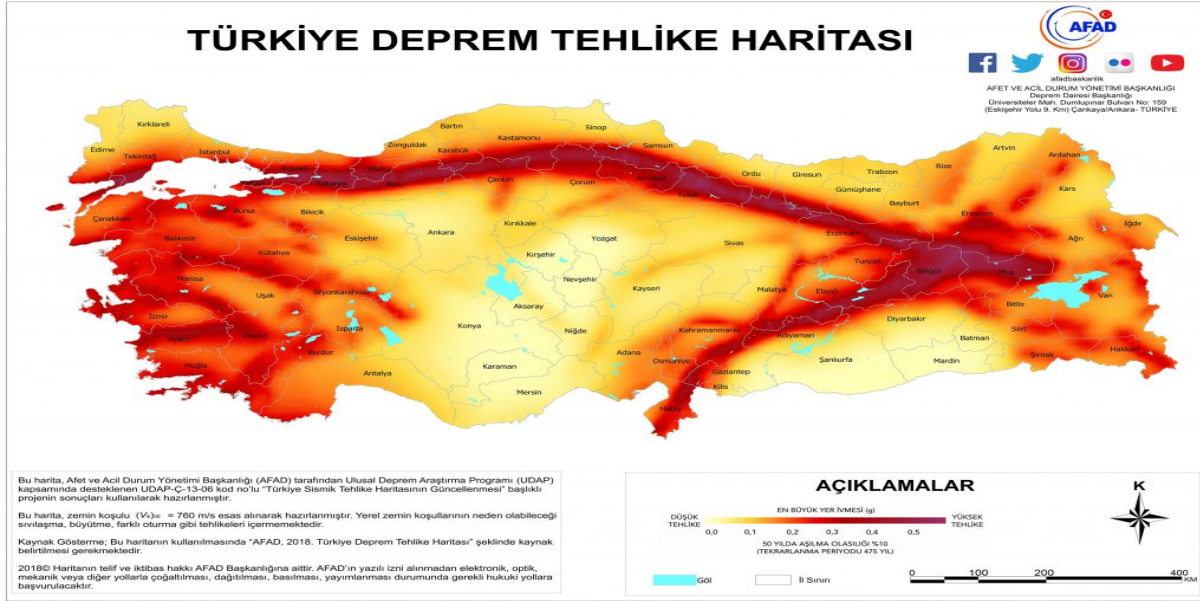 TÜRKİYE DEPREM TEHLİKE HARİTASI
AFAD
afadbaskanlik
AFET VE ACİL DURUM YÖNETİMİ BAŞKANLIĞI
Deprem Dairesi Başkanlığı
Üniversiteler Mah. Dumlupınar Bulvarı No: 159
(Eskişehir Yolu 9. Km) Çankaya/Ankara- TÜRKİYE
Kırklareli
Edirne
Tekirdağ
İstanbul
Zonguldak
Bartın
Karabük
Kastamonu
Sinop
Samsun
Ordu
Giresun
Trabzon
Rize
Artvin
Ardahan
Kars
Gümüşhane
Bayburt
Erzurum
Iğdır
Ağrı
Çanakkale
Balıkesir
Bursa
Bilecik
Sakarya
Eskişehir
Ankara
Çankırı
Çorum
Amasya
Tokat
Kırıkkale
Yozgat
Sivas
Erzincan
Tunceli
Bingöl
Muş
Kütahya
Manisa
Uşak
Afyonkarahisar
Kırşehir
Nevşehir
Kayseri
Malatya
Elazığ
Bitlis
Van
İzmir
Aydın
Denizli
Isparta
Burdur
Muğla
Antalya
Konya
Aksaray
Niğde
Karaman
Mersin
Adana
Kahramanmaraş
Osmaniye
Gaziantep
Kilis
Hatay
Adıyaman
Şanlıurfa
Diyarbakır
Batman
Mardin
Siirt
Şırnak
Hakkari
Bu harita, Afet ve Acil Durum Yönetimi Başkanlığı (AFAD) tarafından Ulusal Deprem Araştırma Programı (UDAP)
kapsamında desteklenen UDAP-Ç-13-06 kod no'lu "Türkiye Sismik Tehlike Haritasının Güncellenmesi" başlıklı
projenin sonuçları kullanılarak hazırlanmıştır.
Bu harita, zemin koşulu (Vs)30 = 760 m/s esas alınarak hazırlanmıştır. Yerel zemin koşullarının neden olabileceği
sıvılaşma, büyütme, farklı oturma gibi tehlikeleri içermemektedir.
Kaynak Gösterme; Bu haritanın kullanılmasında "AFAD, 2018. Türkiye Deprem Tehlike Haritası" şeklinde kaynak
belirtilmesi gerekmektedir.
2018© Haritanın telif ve iktibas hakkı AFAD Başkanlığına aittir. AFAD'ın yazılı izni alınmadan elektronik, optik,
mekanik veya diğer yollarla çoğaltılması, dağıtılması, basılması, yayımlanması durumunda gerekli hukuki yollara
başvurulacaktır.
AÇIKLAMALAR
EN BÜYÜK YER İVMESİ (g)
DÜŞÜK TEHLİKE
YÜKSEK TEHLİKE
0,0 0,1 0,2 0,3 0,4 0,5
50 YILDA AŞILMA OLASILIĞI %10
(TEKRARLANMA PERİYODU 475 YIL)
Göl
İl Sınırı
K
0 100 200 400
KM